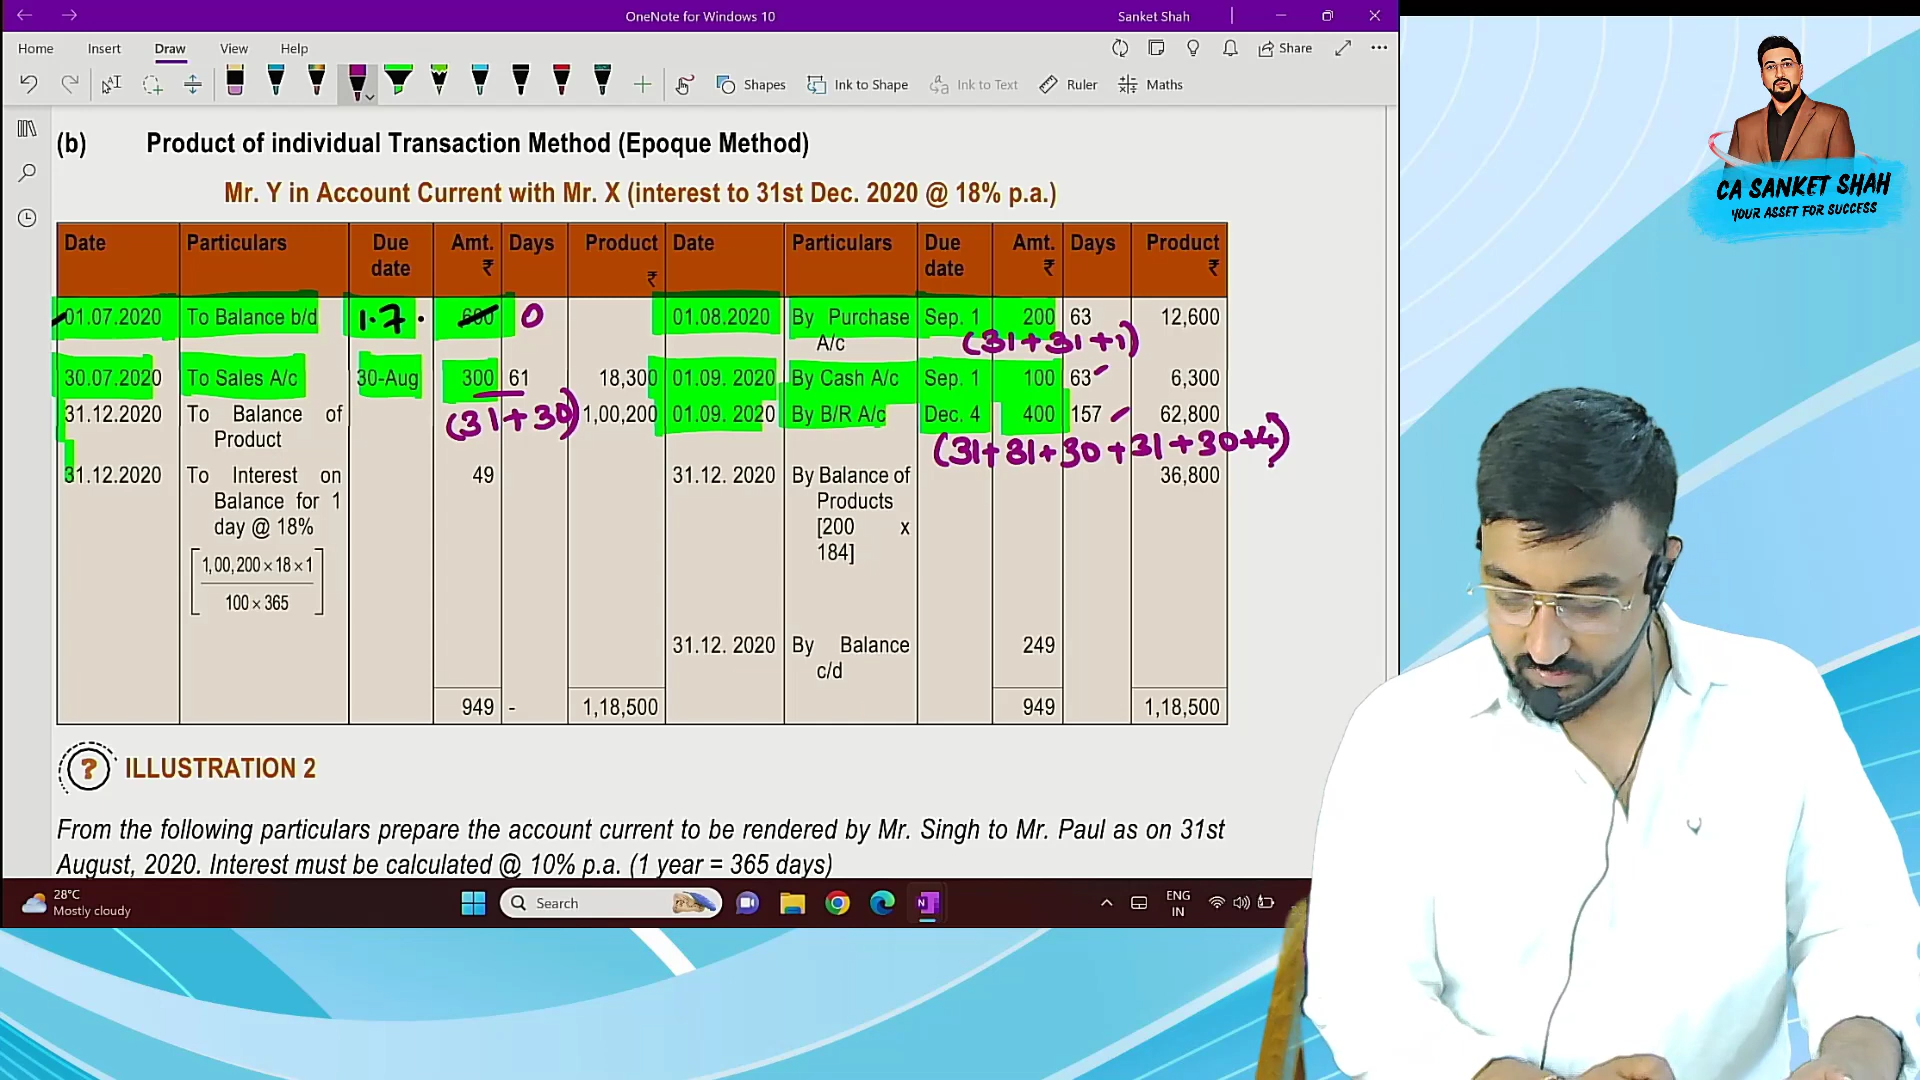 OneNote for Windows 10
Sanket Shah
Home Insert Draw View Help
Share
Shapes Ink to Shape Ink to Text Ruler Maths
CA SANKET SHAH
YOUR ASSET FOR SUCCESS
(b) Product of individual Transaction Method (Epoque Method)
Mr. Y in Account Current with Mr. X (interest to 31st Dec. 2020 @ 18% p.a.)
Date Particulars Due date Amt. ₹ Days Product ₹ Date Particulars Due date Amt. ₹ Days Product ₹
01.07.2020 To Balance b/d 1.7. 600 0 01.08.2020 By Purchase A/c Sep. 1 200 63 12,600
(31+31+1)
30.07.2020 To Sales A/c 30-Aug 300 61 18,300 01.09. 2020 By Cash A/c Sep. 1 100 63 6,300
(31+30)
31.12.2020 To Balance of Product 1,00,200 01.09. 2020 By B/R A/c Dec. 4 400 157 62,800
(31+31+30+31+30+4)
31.12.2020 To Interest on Balance for 1 day @ 18% 49 31.12. 2020 By Balance of Products [200 x 184] 36,800
[1,00,200 × 18 × 1
100 × 365]
31.12. 2020 By Balance c/d 249
949 - 1,18,500 949 1,18,500
? ILLUSTRATION 2
From the following particulars prepare the account current to be rendered by Mr. Singh to Mr. Paul as on 31st
August, 2020. Interest must be calculated @ 10% p.a. (1 year = 365 days)
28°C
Mostly cloudy
Search
ENG
IN